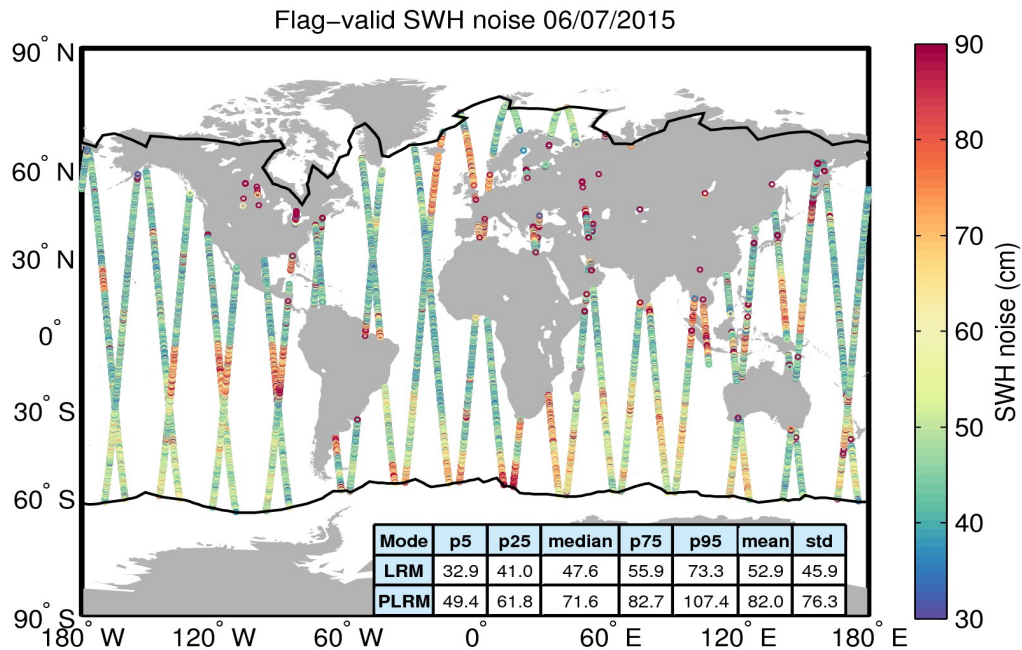 Flag−valid SWH noise 06/07/2015
90° N
60° N
30° N
0°
30° S
60° S
90° S
180° W
120° W
60° W
0°
60° E
120° E
180° E
Mode p5 p25 median p75 p95 mean std
LRM 32.9 41.0 47.6 55.9 73.3 52.9 45.9
PLRM 49.4 61.8 71.6 82.7 107.4 82.0 76.3
90
80
70
60
50
40
30
SWH noise (cm)